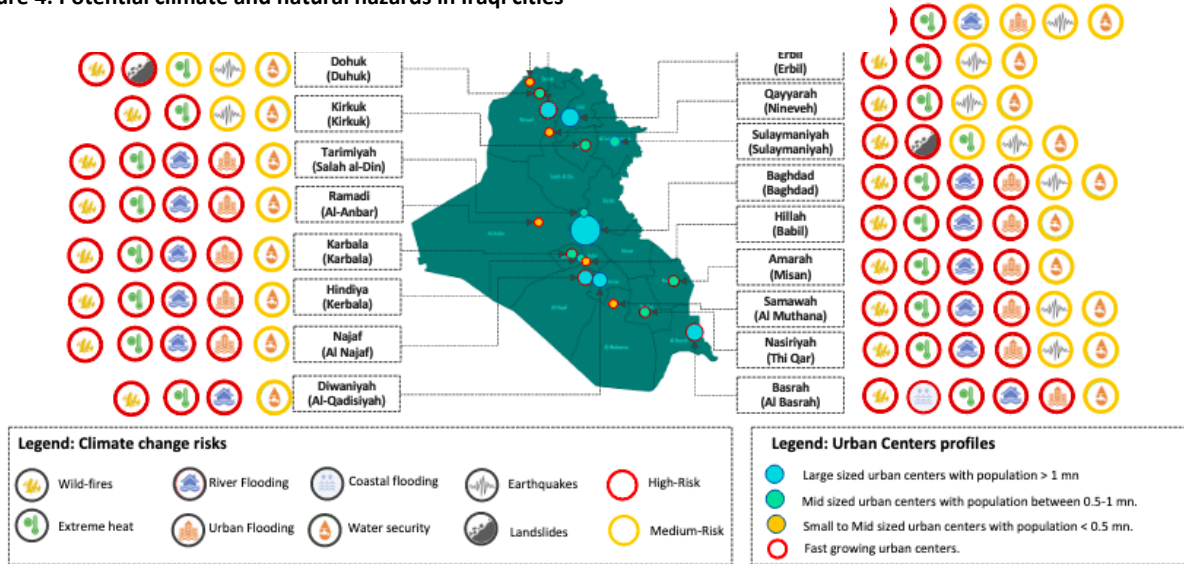 ure 4: Potential climate and natural hazards in Iraqi cities
Dohuk
(Duhuk)
Kirkuk
(Kirkuk)
Tarimiyah
(Salah al-Din)
Ramadi
(Al-Anbar)
Karbala
(Karbala)
Hindiya
(Kerbala)
Najaf
(Al Najaf)
Diwaniyah
(Al-Qadisiyah)
Erbil
(Erbil)
Qayyarah
(Nineveh)
Sulaymaniyah
(Sulaymaniyah)
Baghdad
(Baghdad)
Hillah
(Babil)
Amarah
(Misan)
Samawah
(Al Muthana)
Nasiriyah
(Thi Qar)
Basrah
(Al Basrah)
Legend: Climate change risks
Wild-fires
River Flooding
Coastal flooding
Earthquakes
High-Risk
Extreme heat
Urban Flooding
Water security
Landslides
Medium-Risk
Legend: Urban Centers profiles
Large sized urban centers with population > 1 mn
Mid sized urban centers with population between 0.5-1 mn.
Small to Mid sized urban centers with population < 0.5 mn.
Fast growing urban centers.